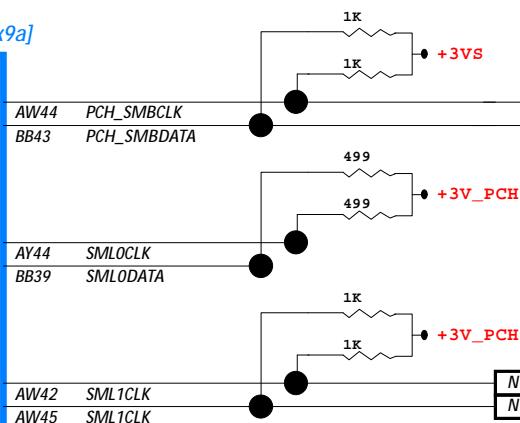 x9a]
1K
1K
+3VS
AW44 PCH_SMBCLK
BB43 PCH_SMBDATA
499
499
+3V_PCH
AY44 SML0CLK
BB39 SML0DATA
1K
1K
+3V_PCH
AW42 SML1CLK
N
AW45 SML1CLK
N